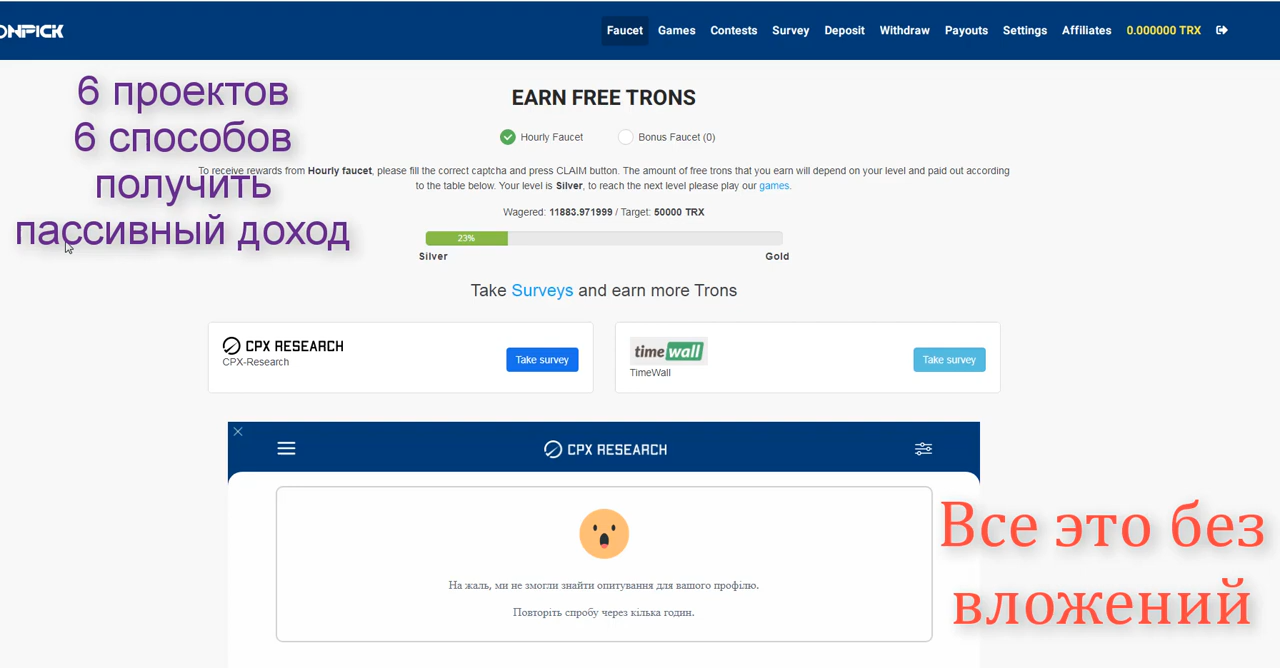 ONPICK
Faucet Games Contests Survey Deposit Withdraw Payouts Settings Affiliates 0.000000 TRX
6 проектов
6 способов
получить
пассивный доход
EARN FREE TRONS
Hourly Faucet Bonus Faucet (0)
To receive rewards from Hourly faucet, please fill the correct captcha and press CLAIM button. The amount of free trons that you earn will depend on your level and paid out according
to the table below. Your level is Silver, to reach the next level please play our games.
Wagered: 11883.971999 / Target: 50000 TRX
23%
Silver Gold
Take Surveys and earn more Trons
CPX RESEARCH
CPX-Research
Take survey
timewall
TimeWall
Take survey
CPX RESEARCH
На жаль, ми не змогли знайти опитування для вашого профілю.
Повторіть спробу через кілька годин.
Все это без
вложений